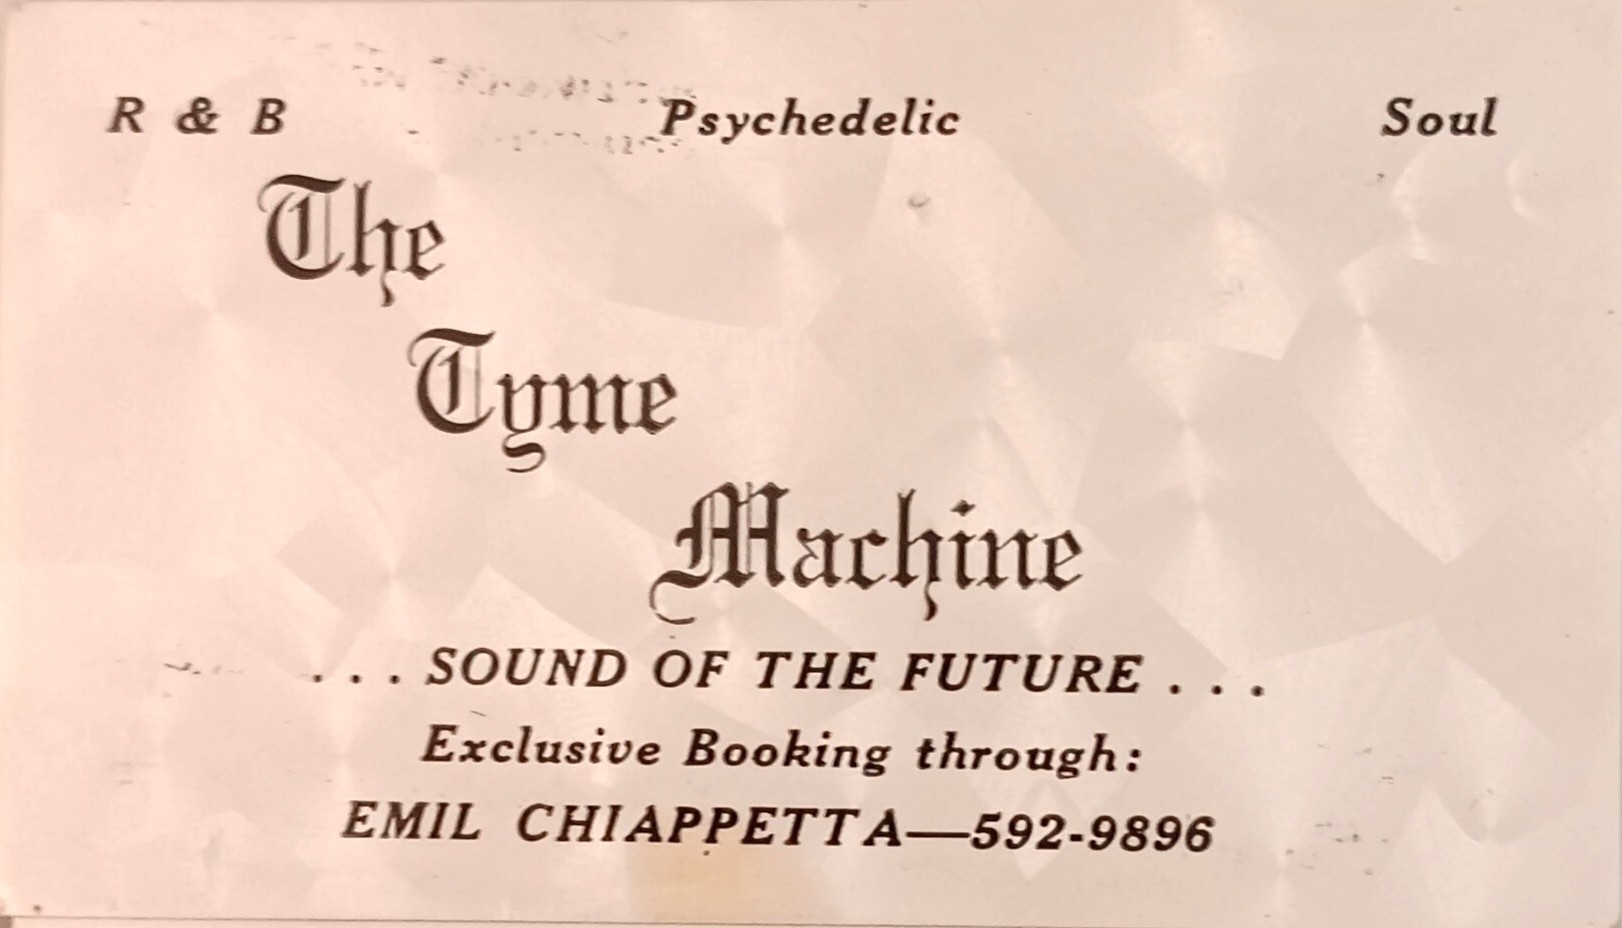 R & B Psychedelic Soul
The
Tyme
Machine
. . . SOUND OF THE FUTURE . . .
Exclusive Booking through:
EMIL CHIAPPETTA—592-9896